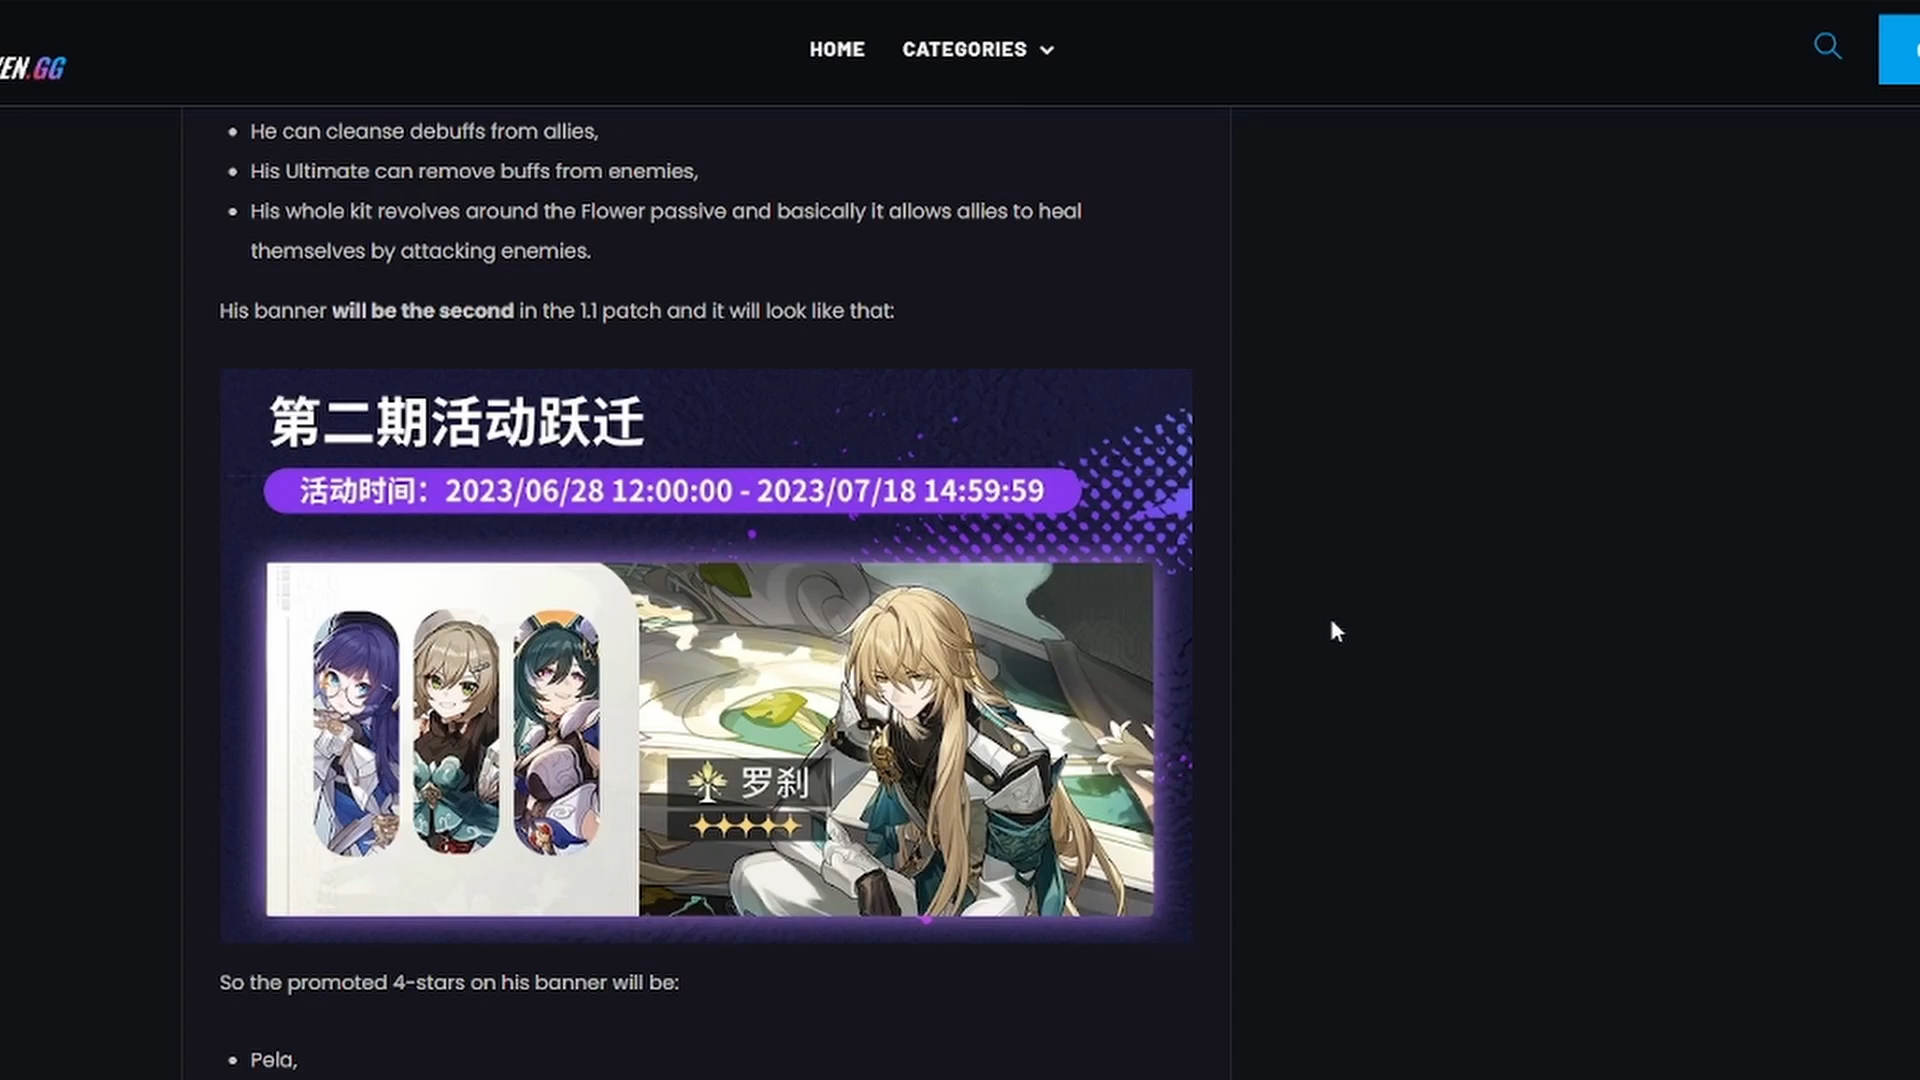 EN.GG
HOME
CATEGORIES
He can cleanse debuffs from allies,
His Ultimate can remove buffs from enemies,
His whole kit revolves around the Flower passive and basically it allows allies to heal
themselves by attacking enemies.
His banner will be the second in the 1.1 patch and it will look like that:
第二期活动跃迁
活动时间：2023/06/28 12:00:00 - 2023/07/18 14:59:59
罗刹
So the promoted 4-stars on his banner will be:
Pela,